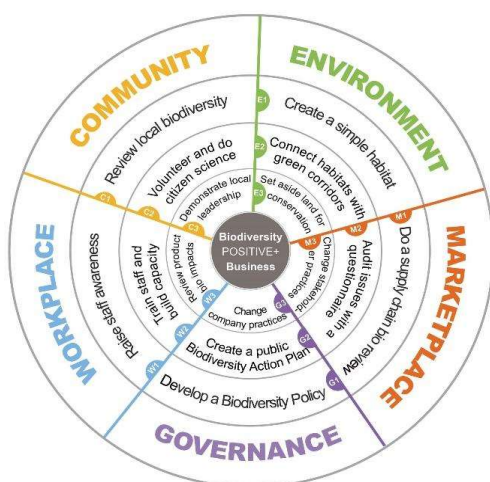 COMMUNITY
Review local biodiversity
Volunteer and do
citizen science
Demonstrate local
leadership
C1
C2
C3
ENVIRONMENT
Create a simple habitat
Connect habitats with
green corridors
Set aside land for
conservation
E1
E2
E3
MARKETPLACE
Do a supply chain bio review
Audit issues with a
questionnaire
Change stakehold-
er practices
M1
M2
M3
GOVERNANCE
Develop a Biodiversity Policy
Create a public
Biodiversity Action Plan
Change
company practices
G1
G2
G3
WORKPLACE
Raise staff awareness
Train staff and
build capacity
Review product
bio impacts
W1
W2
W3
Biodiversity
POSITIVE+
Business